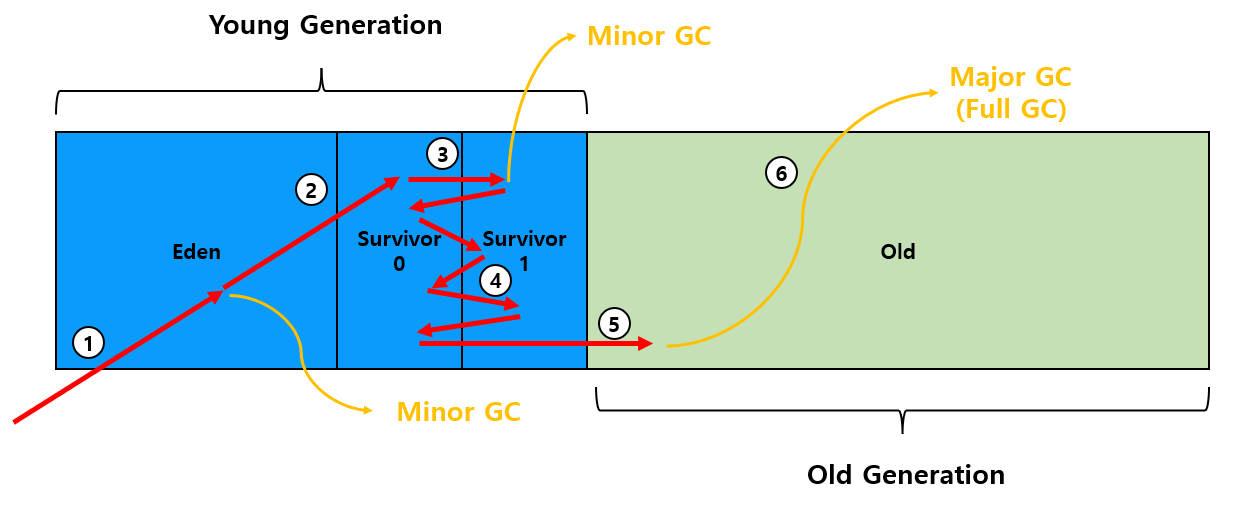 Young Generation
Minor GC
Major GC
(Full GC)
3
6
2
Eden
Survivor
0
Survivor
1
Old
4
5
1
Minor GC
Old Generation